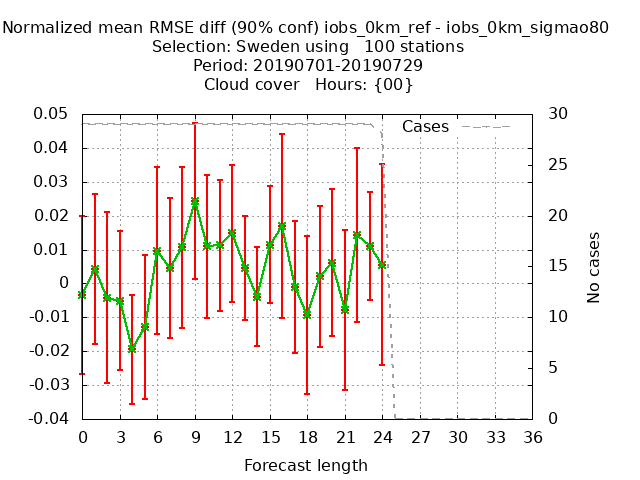 Normalized mean RMSE diff (90% conf) iobs_0km_ref - iobs_0km_sigmao80
Selection: Sweden using   100 stations
Period: 20190701-20190729
Cloud cover   Hours: {00}
Cases
0.05
0.04
0.03
0.02
0.01
0
-0.01
-0.02
-0.03
-0.04
30
25
20
15
10
5
0
No cases
0 3 6 9 12 15 18 21 24 27 30 33 36
Forecast length